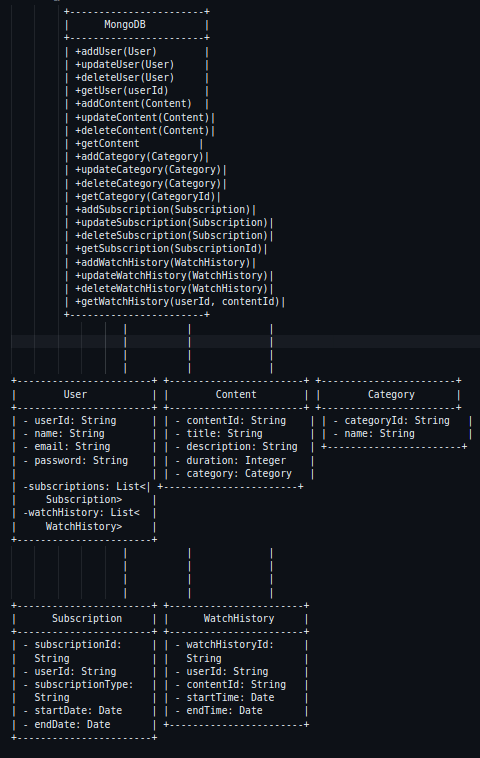 +-----------------------+
|      MongoDB          |
+-----------------------+
| +addUser(User)        |
| +updateUser(User)     |
| +deleteUser(User)     |
| +getUser(userId)      |
| +addContent(Content)  |
| +updateContent(Content)|
| +deleteContent(Content)|
| +getContent          |
| +addCategory(Category)|
| +updateCategory(Category)|
| +deleteCategory(Category)|
| +getCategory(CategoryId)|
| +addSubscription(Subscription)|
| +updateSubscription(Subscription)|
| +deleteSubscription(Subscription)|
| +getSubscription(SubscriptionId)|
| +addWatchHistory(WatchHistory)|
| +updateWatchHistory(WatchHistory)|
| +deleteWatchHistory(WatchHistory)|
| +getWatchHistory(userId, contentId)|
+-----------------------+
|          |             |
|          |             |
|          |             |
|          |             |
+-----------------------+ +-----------------------+ +-----------------------+
|        User           | |        Content        | |        Category       |
+-----------------------+ +-----------------------+ +-----------------------+
| - userId: String      | | - contentId: String    | | - categoryId: String   |
| - name: String        | | - title: String        | | - name: String         |
| - email: String       | | - description: String  | +-----------------------+
| - password: String    | | - duration: Integer    |
|                       | | - category: Category   |
| -subscriptions: List<| +-----------------------+
|     Subscription>     |
| -watchHistory: List<  |
|     WatchHistory>     |
+-----------------------+
|          |             |
|          |             |
|          |             |
|          |             |
+-----------------------+ +-----------------------+
|      Subscription     | |      WatchHistory     |
+-----------------------+ +-----------------------+
| - subscriptionId:     | | - watchHistoryId:     |
|   String              | |   String              |
| - userId: String      | | - userId: String      |
| - subscriptionType:   | | - contentId: String   |
|   String              | | - startTime: Date     |
| - startDate: Date     | | - endTime: Date       |
| - endDate: Date       | +-----------------------+
+-----------------------+